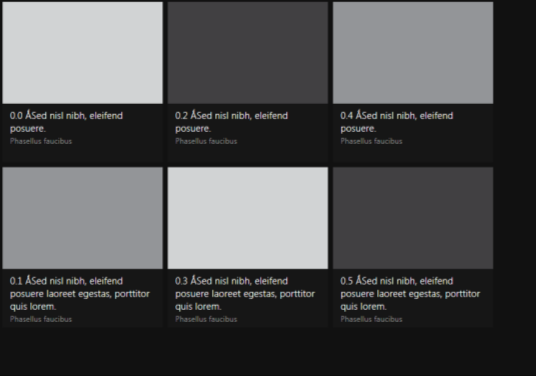 0.0 ÅSed nisl nibh, eleifend
posuere.
Phasellus faucibus
0.2 ÅSed nisl nibh, eleifend
posuere.
Phasellus faucibus
0.4 ÅSed nisl nibh, eleifend
posuere.
Phasellus faucibus
0.1 ÅSed nisl nibh, eleifend
posuere laoreet egestas, porttitor
quis lorem.
Phasellus faucibus
0.3 ÅSed nisl nibh, eleifend
posuere laoreet egestas, porttitor
quis lorem.
Phasellus faucibus
0.5 ÅSed nisl nibh, eleifend
posuere laoreet egestas, porttitor
quis lorem.
Phasellus faucibus